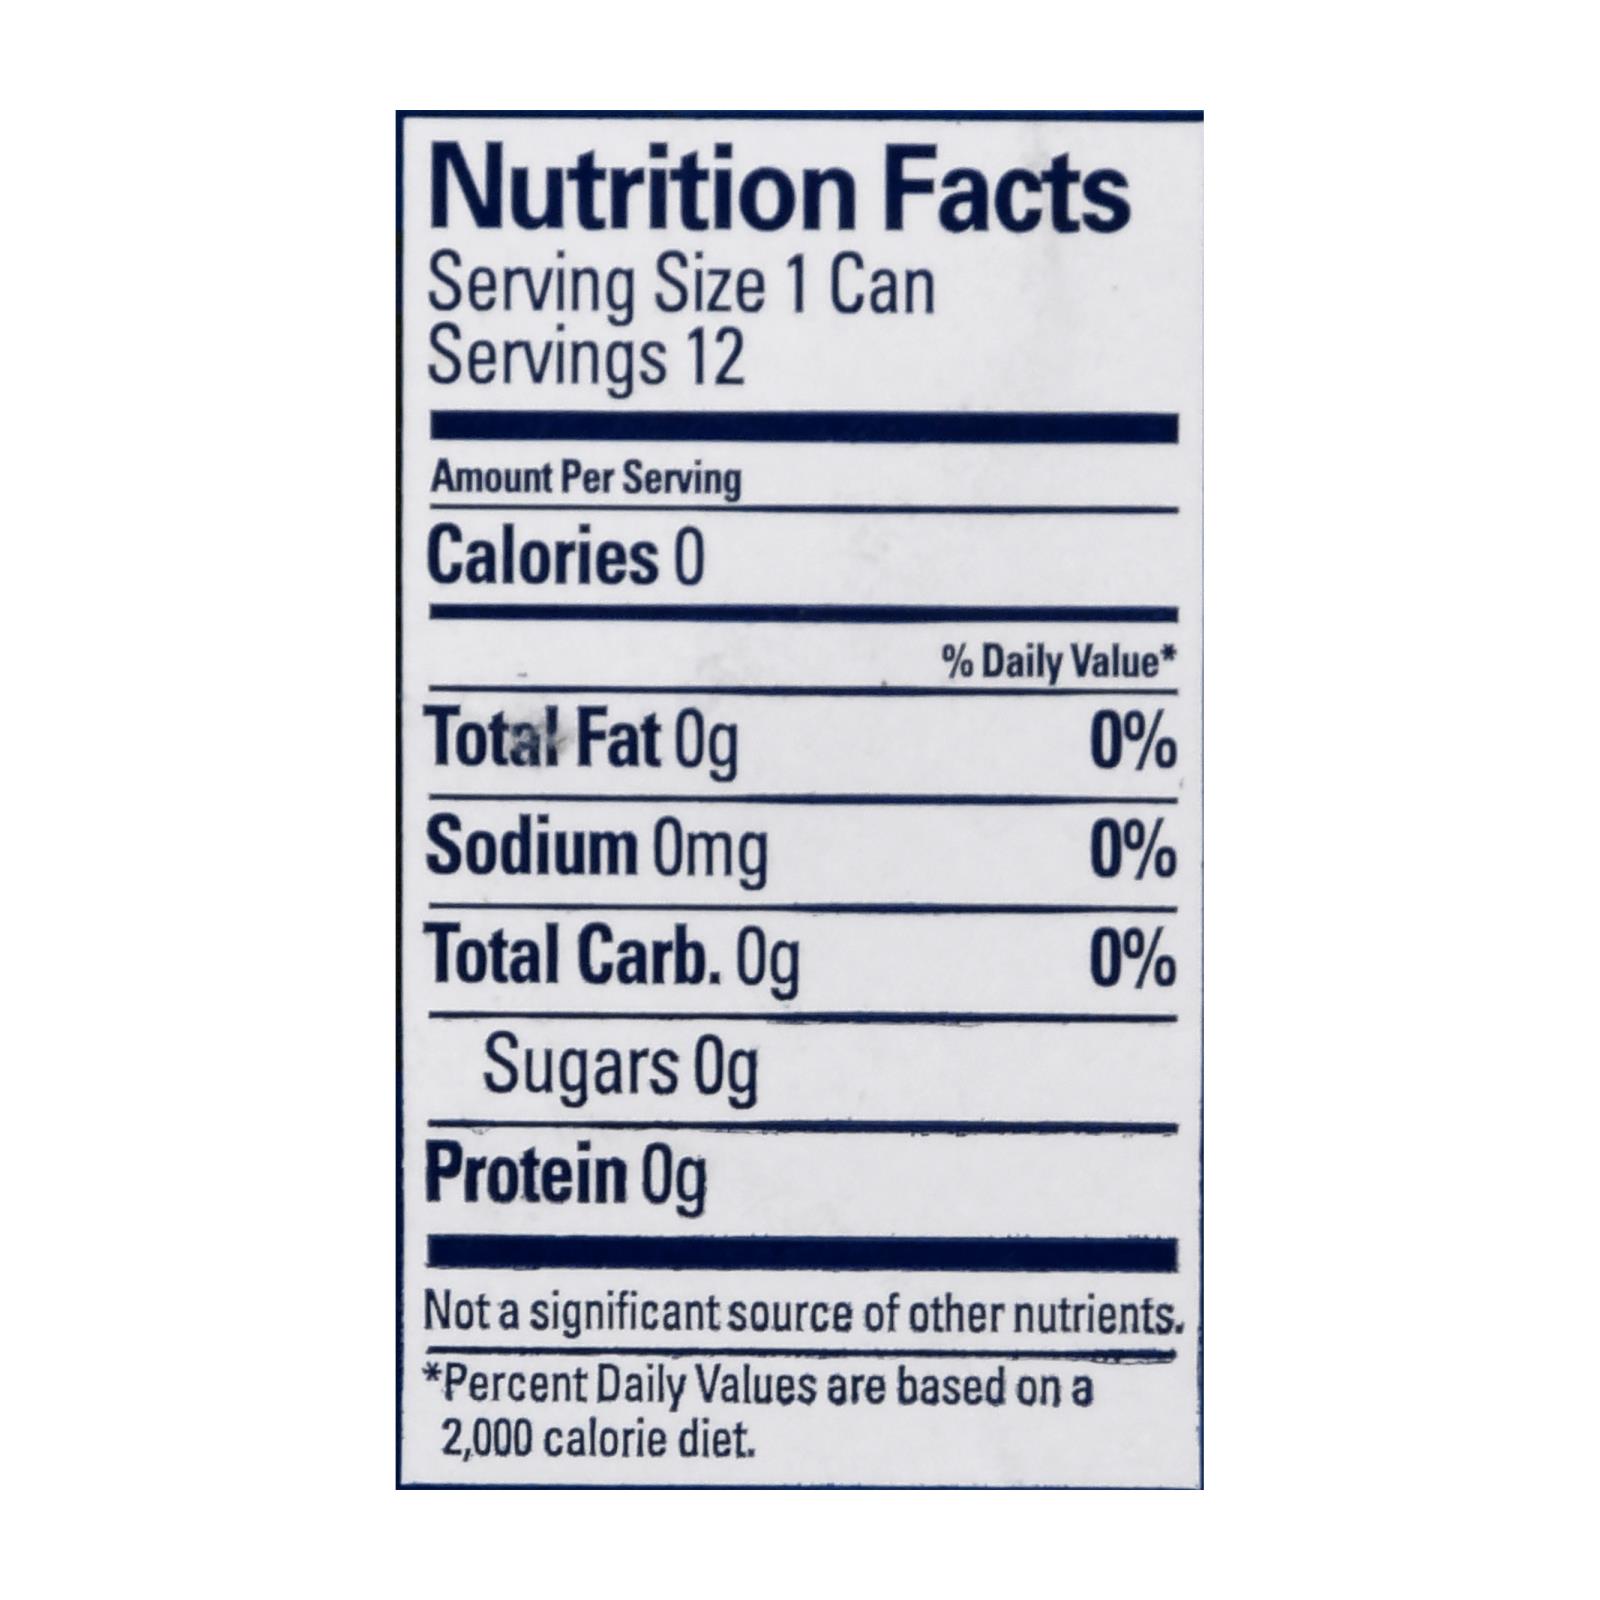 Nutrition Facts
Serving Size 1 Can
Servings 12
Amount Per Serving
Calories 0
% Daily Value*
Total Fat 0g 0%
Sodium 0mg 0%
Total Carb. 0g 0%
Sugars 0g
Protein 0g
Not a significant source of other nutrients.
*Percent Daily Values are based on a
2,000 calorie diet.